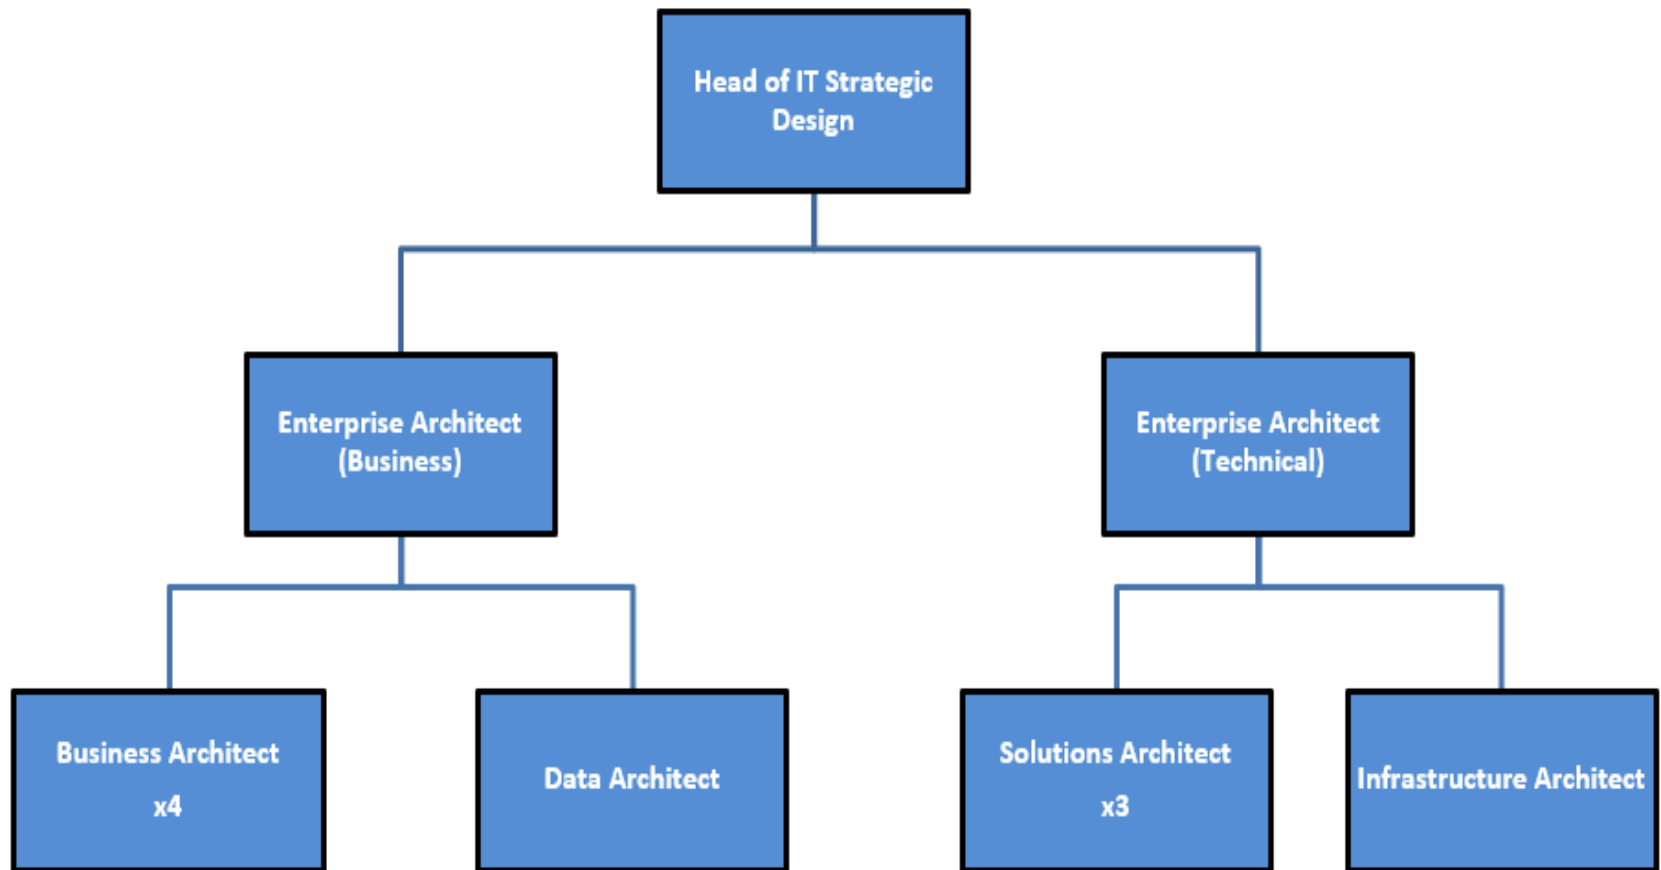 Head of IT Strategic
Design
Enterprise Architect
(Business)
Enterprise Architect
(Technical)
Business Architect
x4
Data Architect
Solutions Architect
x3
Infrastructure Architect